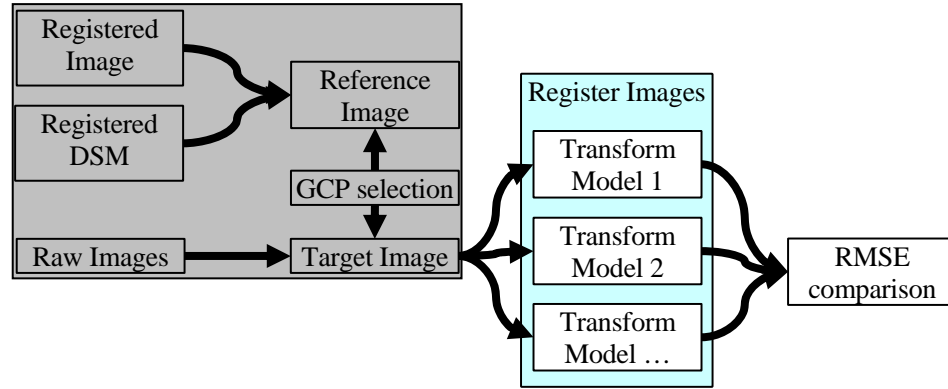 Registered
Image
Registered
DSM
Reference
Image
GCP selection
Raw Images
Target Image
Register Images
Transform
Model 1
Transform
Model 2
Transform
Model …
RMSE
comparison